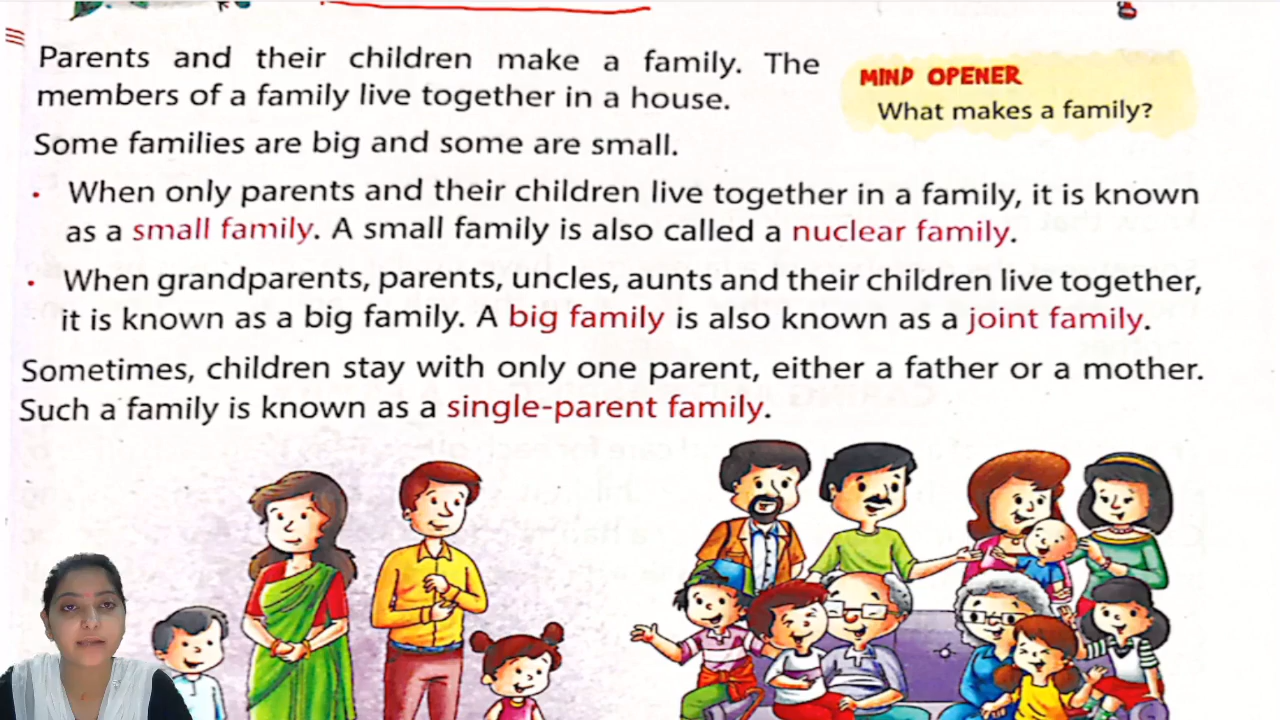 Parents and their children make a family. The
members of a family live together in a house.
MIND OPENER
What makes a family?
Some families are big and some are small.
• When only parents and their children live together in a family, it is known
as a small family. A small family is also called a nuclear family.
• When grandparents, parents, uncles, aunts and their children live together,
it is known as a big family. A big family is also known as a joint family.
Sometimes, children stay with only one parent, either a father or a mother.
Such a family is known as a single-parent family.